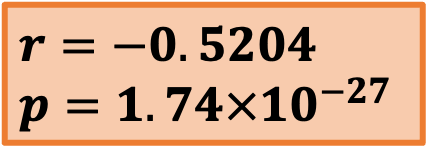 r = −0.5204
p = 1.74×10⁻²⁷